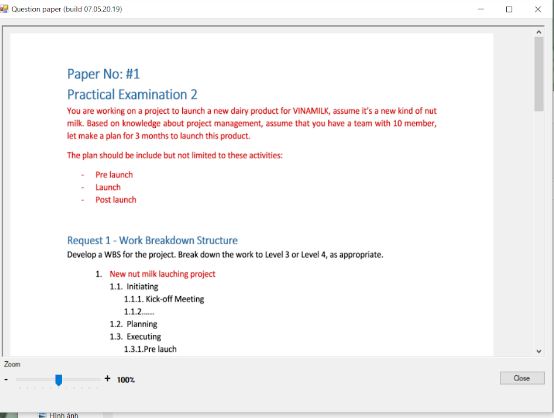 Question paper (build 07.05.20.19)
Paper No: #1
Practical Examination 2
You are working on a project to launch a new dairy product for VINAMILK, assume it's a new kind of nut
milk. Based on knowledge about project management, assume that you have a team with 10 member,
let make a plan for 3 months to launch this product.
The plan should be include but not limited to these activities:
- Pre launch
- Launch
- Post launch
Request 1 - Work Breakdown Structure
Develop a WBS for the project. Break down the work to Level 3 or Level 4, as appropriate.
1. New nut milk lauching project
1.1. Initiating
1.1.1. Kick-off Meeting
1.1.2......
1.2. Planning
1.3. Executing
1.3.1.Pre lauch
Zoom
- + 100%
Close
Hình ảnh